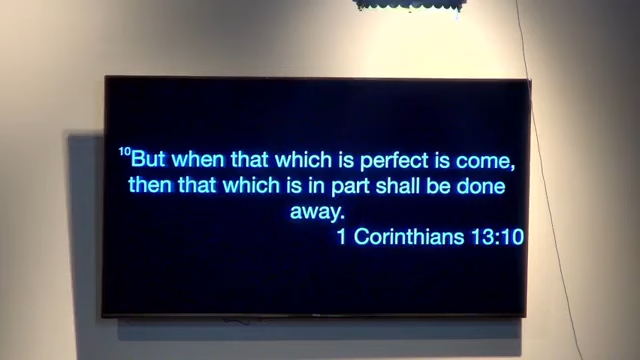 10But when that which is perfect is come,
then that which is in part shall be done
away.
1 Corinthians 13:10